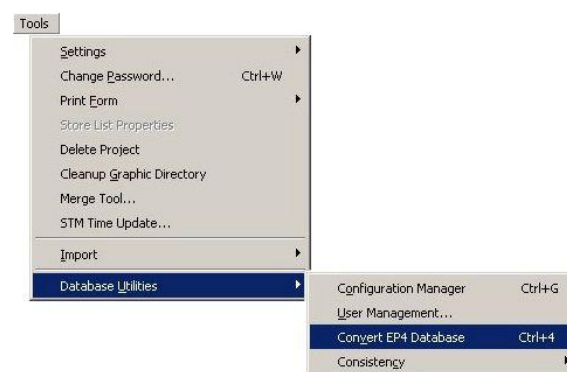 Tools
Settings
Change Password... Ctrl+W
Print Form
Store List Properties
Delete Project
Cleanup Graphic Directory
Merge Tool...
STM Time Update...
Import
Database Utilities
Configuration Manager Ctrl+G
User Management...
Convert EP4 Database Ctrl+4
Consistency